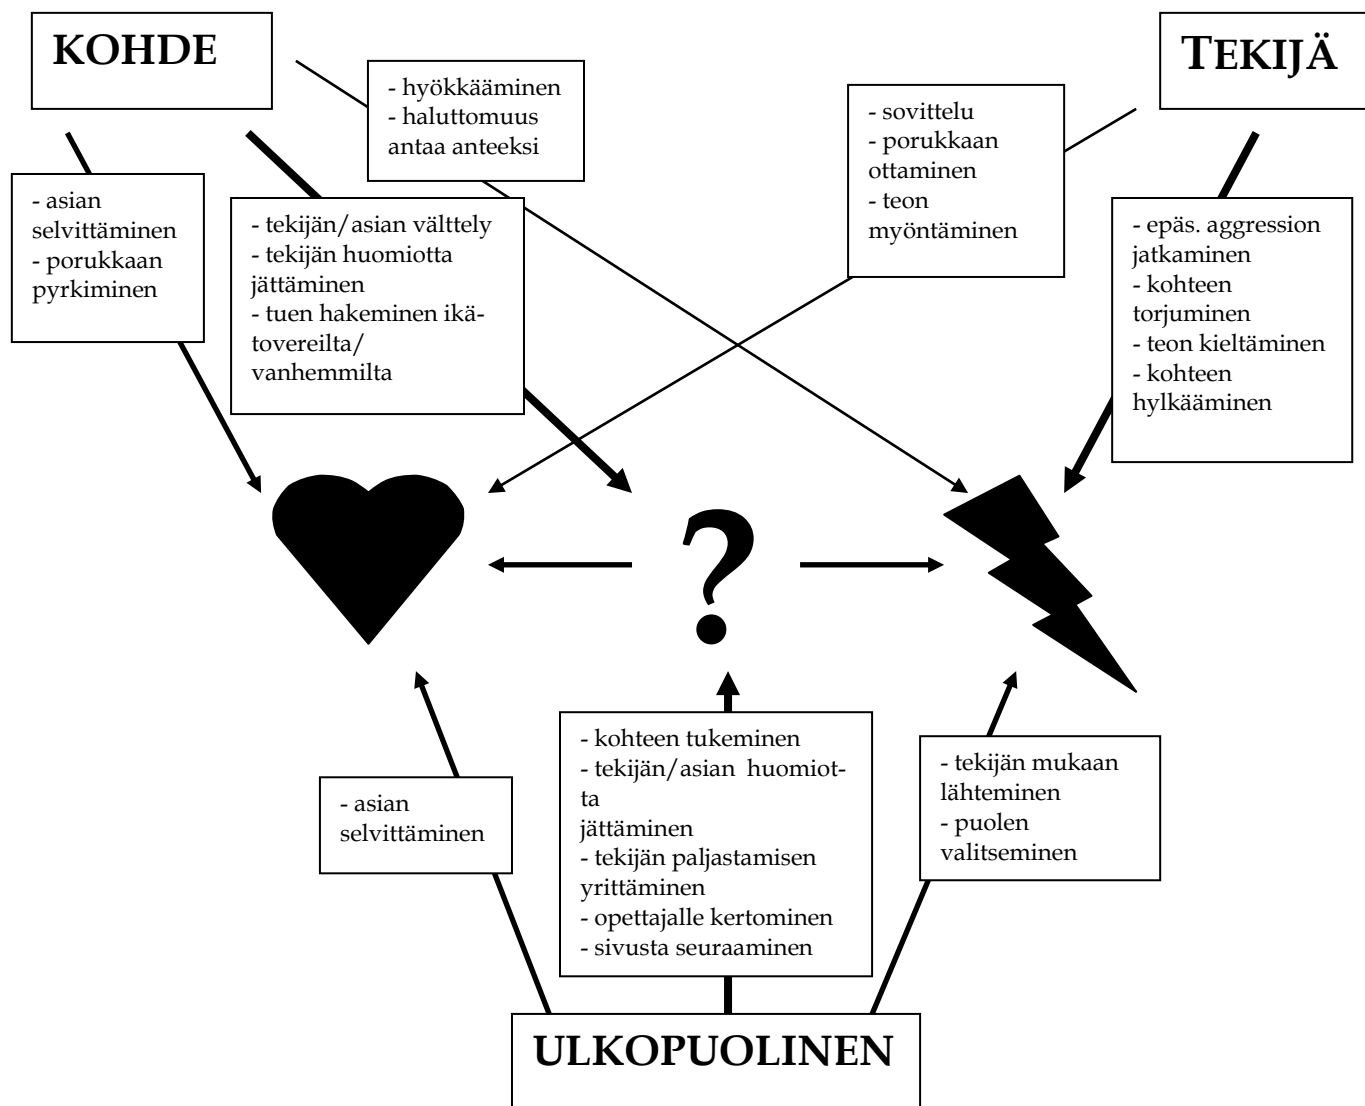 KOHDE
TEKIJÄ
- hyökkääminen
- haluttomuus
antaa anteeksi
- sovittelu
- porukkaan
ottaminen
- teon
myöntäminen
- asian
selvittäminen
- porukkaan
pyrkiminen
- tekijän/asian välttely
- tekijän huomiotta
jättäminen
- tuen hakeminen ikä-
tovereilta/
vanhemmilta
- epäs. aggression
jatkaminen
- kohteen
torjuminen
- teon kieltäminen
- kohteen
hylkääminen
?
- asian
selvittäminen
- kohteen tukeminen
- tekijän/asian huomiot-
ta
jättäminen
- tekijän paljastamisen
yrittäminen
- opettajalle kertominen
- sivusta seuraaminen
- tekijän mukaan
lähteminen
- puolen
valitseminen
ULKOPUOLINEN